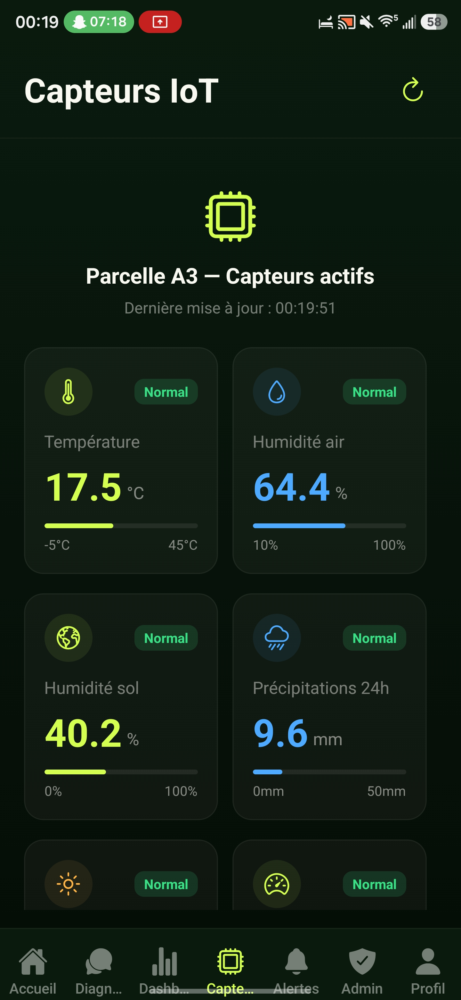 00:19 07:18 5 58
Capteurs IoT
Parcelle A3 — Capteurs actifs
Dernière mise à jour : 00:19:51
Normal Normal
Température Humidité air
17.5 °C 64.4 %
-5°C 45°C 10% 100%
Normal Normal
Humidité sol Précipitations 24h
40.2 % 9.6 mm
0% 100% 0mm 50mm
Normal Normal
Accueil Diagn... Dashb... Capte... Alertes Admin Profil